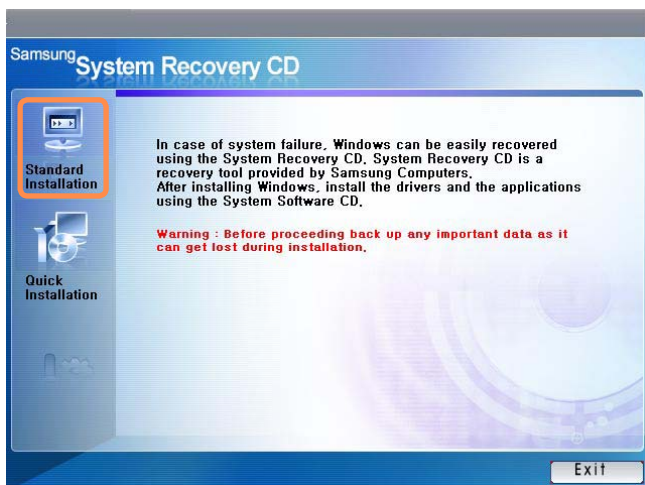 Samsung System Recovery CD
Standard
Installation
Quick
Installation
In case of system failure, Windows can be easily recovered
using the System Recovery CD. System Recovery CD is a
recovery tool provided by Samsung Computers.
After installing Windows, install the drivers and the applications
using the System Software CD.
Warning : Before proceeding back up any important data as it
can get lost during installation.
Exit